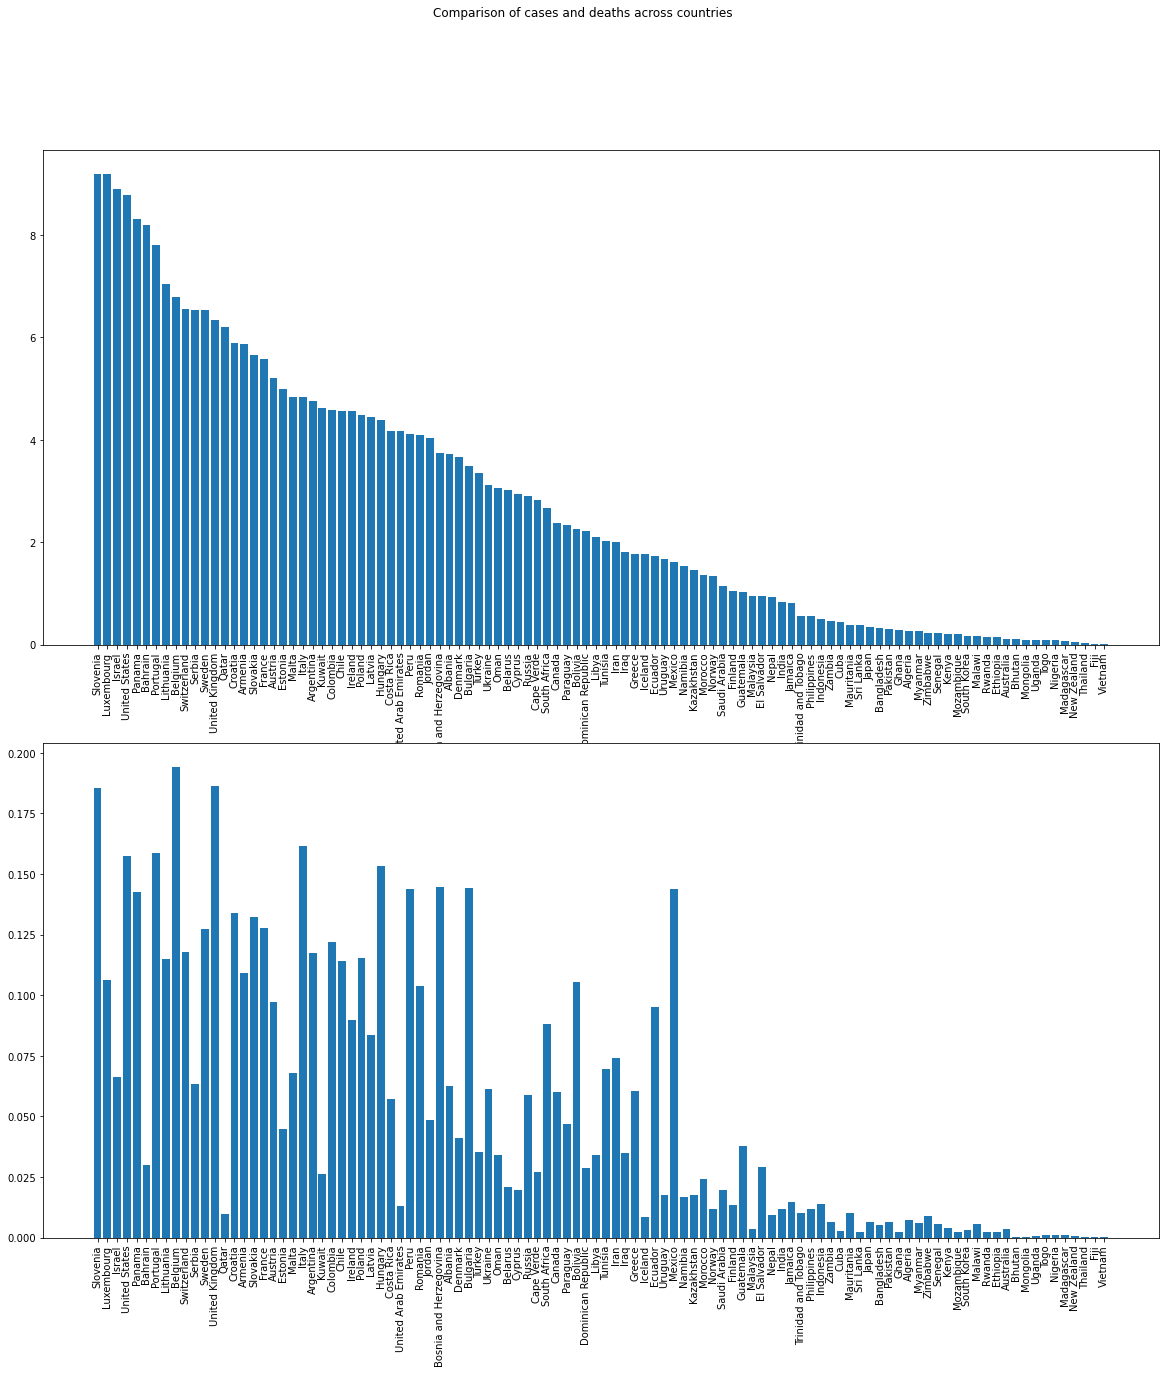 Comparison of cases and deaths across countries
8
6
4
2
0
Slovenia
Luxembourg
Israel
United States
Panama
Bahrain
Portugal
Lithuania
Belgium
Switzerland
Serbia
Sweden
United Kingdom
Qatar
Croatia
Armenia
Slovakia
France
Austria
Estonia
Malta
Italy
Argentina
Kuwait
Colombia
Chile
Ireland
Poland
Latvia
Hungary
Costa Rica
ted Arab Emirates
Peru
Romania
Jordan
and Herzegovina
Albania
Denmark
Bulgaria
Turkey
Ukraine
Oman
Belarus
Cyprus
Russia
Cape Verde
South Africa
Canada
Paraguay
Bolivia
ominican Republic
Libya
Tunisia
Iran
Iraq
Greece
Iceland
Ecuador
Uruguay
Mexico
Namibia
Kazakhstan
Morocco
Norway
Saudi Arabia
Finland
Guatemala
Malaysia
El Salvador
Nepal
India
Jamaica
rinidad and Tobago
Philippines
Indonesia
Zambia
Cuba
Mauritania
Sri Lanka
Japan
Bangladesh
Pakistan
Ghana
Algeria
Myanmar
Zimbabwe
Senegal
Kenya
Mozambique
South Korea
Malawi
Rwanda
Ethiopia
Australia
Bhutan
Mongolia
Uganda
Togo
Nigeria
Madagascar
New Zealand
Thailand
Fiji
Vietnam
0.200
0.175
0.150
0.125
0.100
0.075
0.050
0.025
0.000
Slovenia
Luxembourg
Israel
United States
Panama
Bahrain
Portugal
Lithuania
Belgium
Switzerland
Serbia
Sweden
United Kingdom
Qatar
Croatia
Armenia
Slovakia
France
Austria
Estonia
Malta
Italy
Argentina
Kuwait
Colombia
Chile
Ireland
Poland
Latvia
Hungary
Costa Rica
United Arab Emirates
Peru
Romania
Jordan
Bosnia and Herzegovina
Albania
Denmark
Bulgaria
Turkey
Ukraine
Oman
Belarus
Cyprus
Russia
Cape Verde
South Africa
Canada
Paraguay
Bolivia
Dominican Republic
Libya
Tunisia
Iran
Iraq
Greece
Iceland
Ecuador
Uruguay
Mexico
Namibia
Kazakhstan
Morocco
Norway
Saudi Arabia
Finland
Guatemala
Malaysia
El Salvador
Nepal
India
Jamaica
Trinidad and Tobago
Philippines
Indonesia
Zambia
Cuba
Mauritania
Sri Lanka
Japan
Bangladesh
Pakistan
Ghana
Algeria
Myanmar
Zimbabwe
Senegal
Kenya
Mozambique
South Korea
Malawi
Rwanda
Ethiopia
Australia
Bhutan
Mongolia
Uganda
Togo
Nigeria
Madagascar
New Zealand
Thailand
Fiji
Vietnam